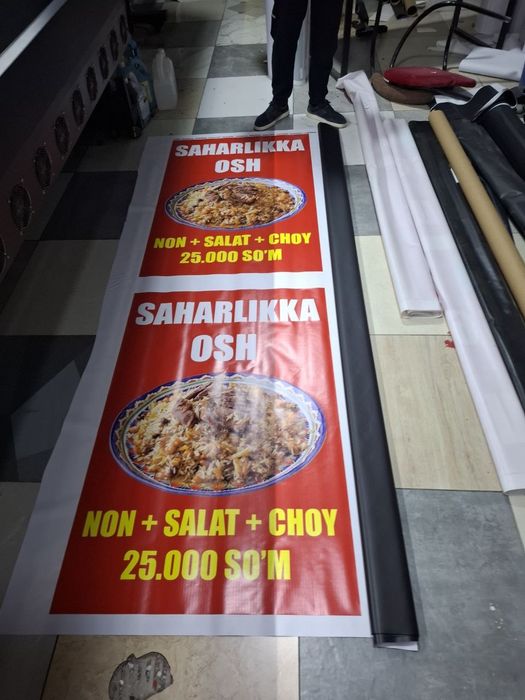 SAHARLIKKA
OSH
NON + SALAT + CHOY
25.000 SO'M
SAHARLIKKA
OSH
NON + SALAT + CHOY
25.000 SO'M